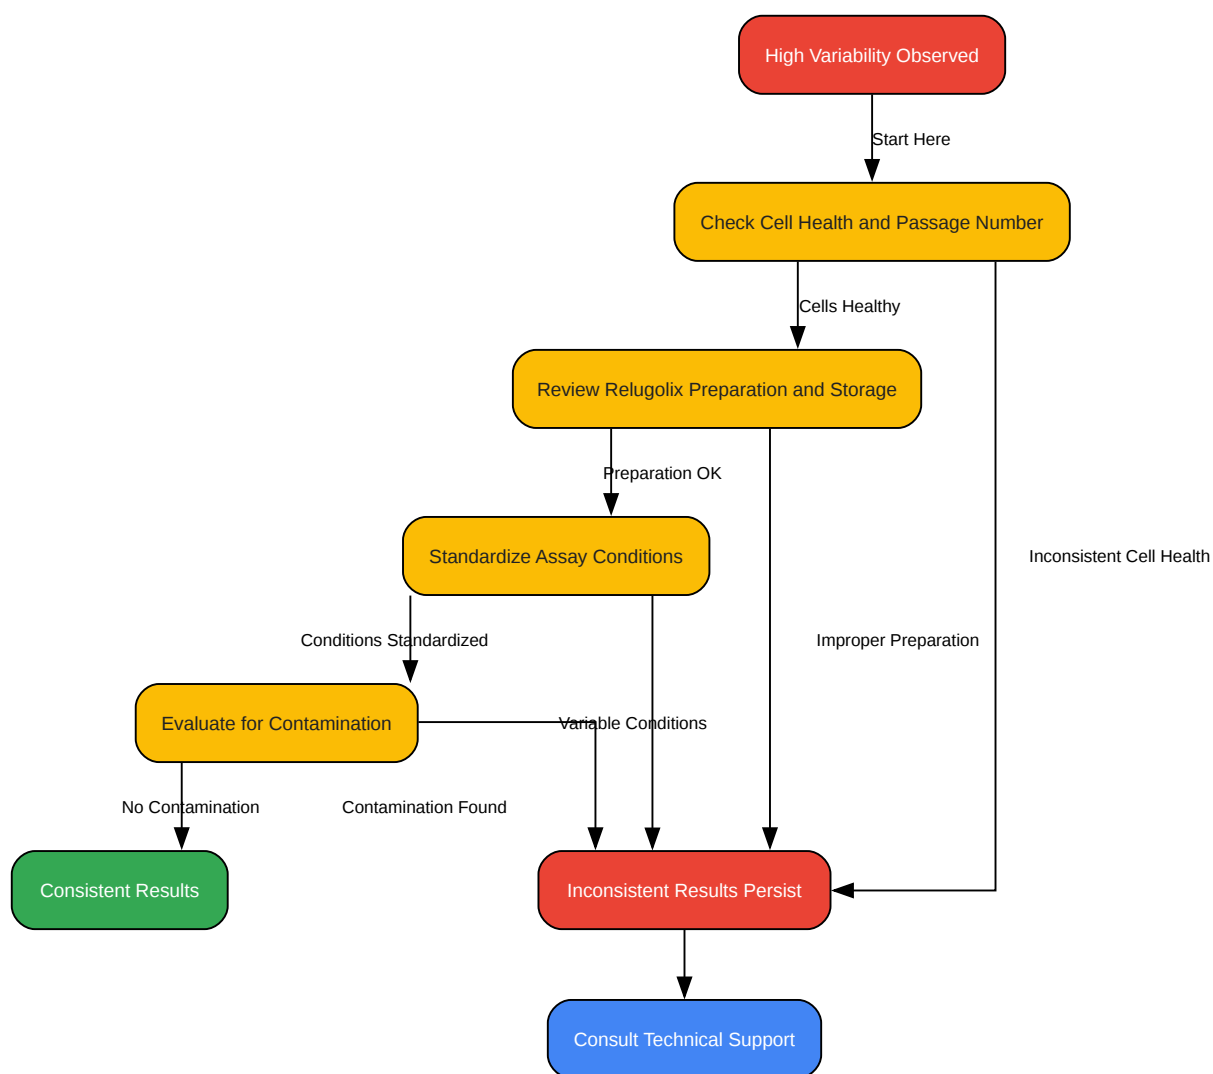 High Variability Observed
Start Here
Check Cell Health and Passage Number
Cells Healthy
Review Relugolix Preparation and Storage
Preparation OK
Standardize Assay Conditions
Inconsistent Cell Health
Conditions Standardized
Improper Preparation
Evaluate for Contamination
Variable Conditions
No Contamination
Contamination Found
Consistent Results
Inconsistent Results Persist
Consult Technical Support